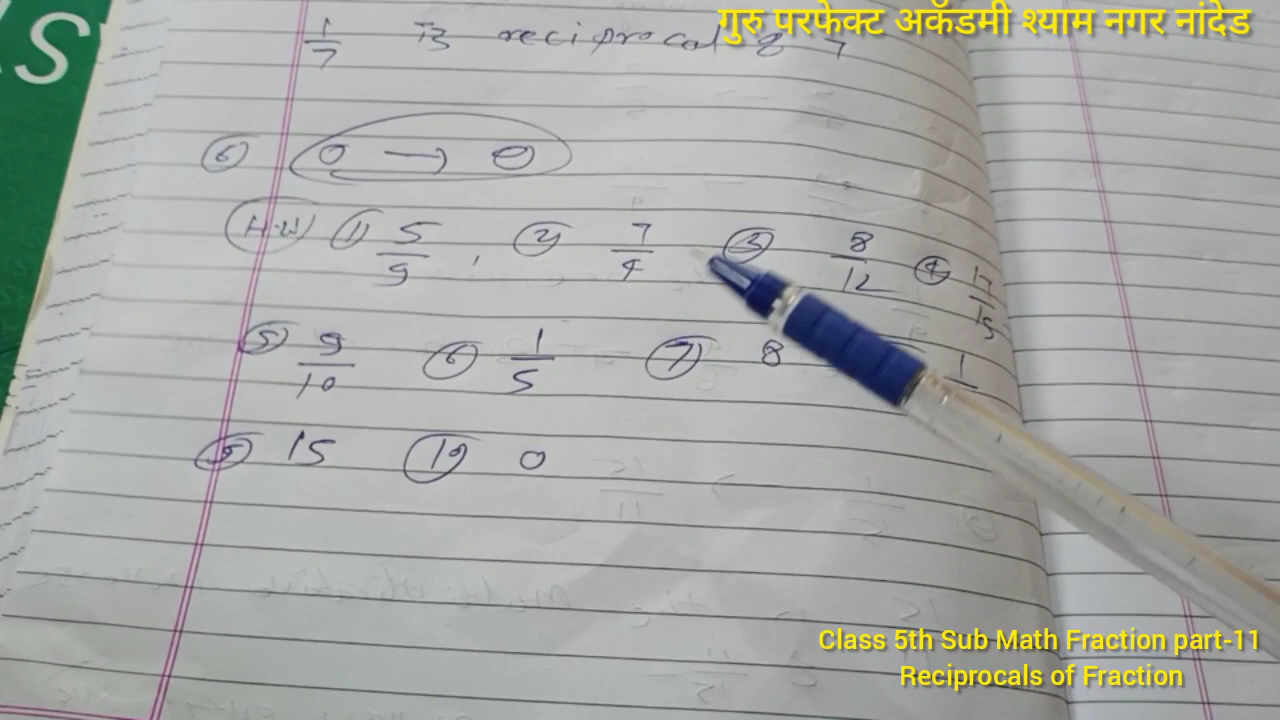 गुरु परफेक्ट अकॅडमी श्याम नगर नांदेड
1/7 is reciprocal of 7
⑥ 0 → 0
H.W ① 5/9 , ② 7/4 ③ 8/12 ④ 17/15
⑤ 9/10 ⑥ 1/5 ⑦ 8 1
⑨ 15 ⑩ 0
Class 5th Sub Math Fraction part-11
Reciprocals of Fraction